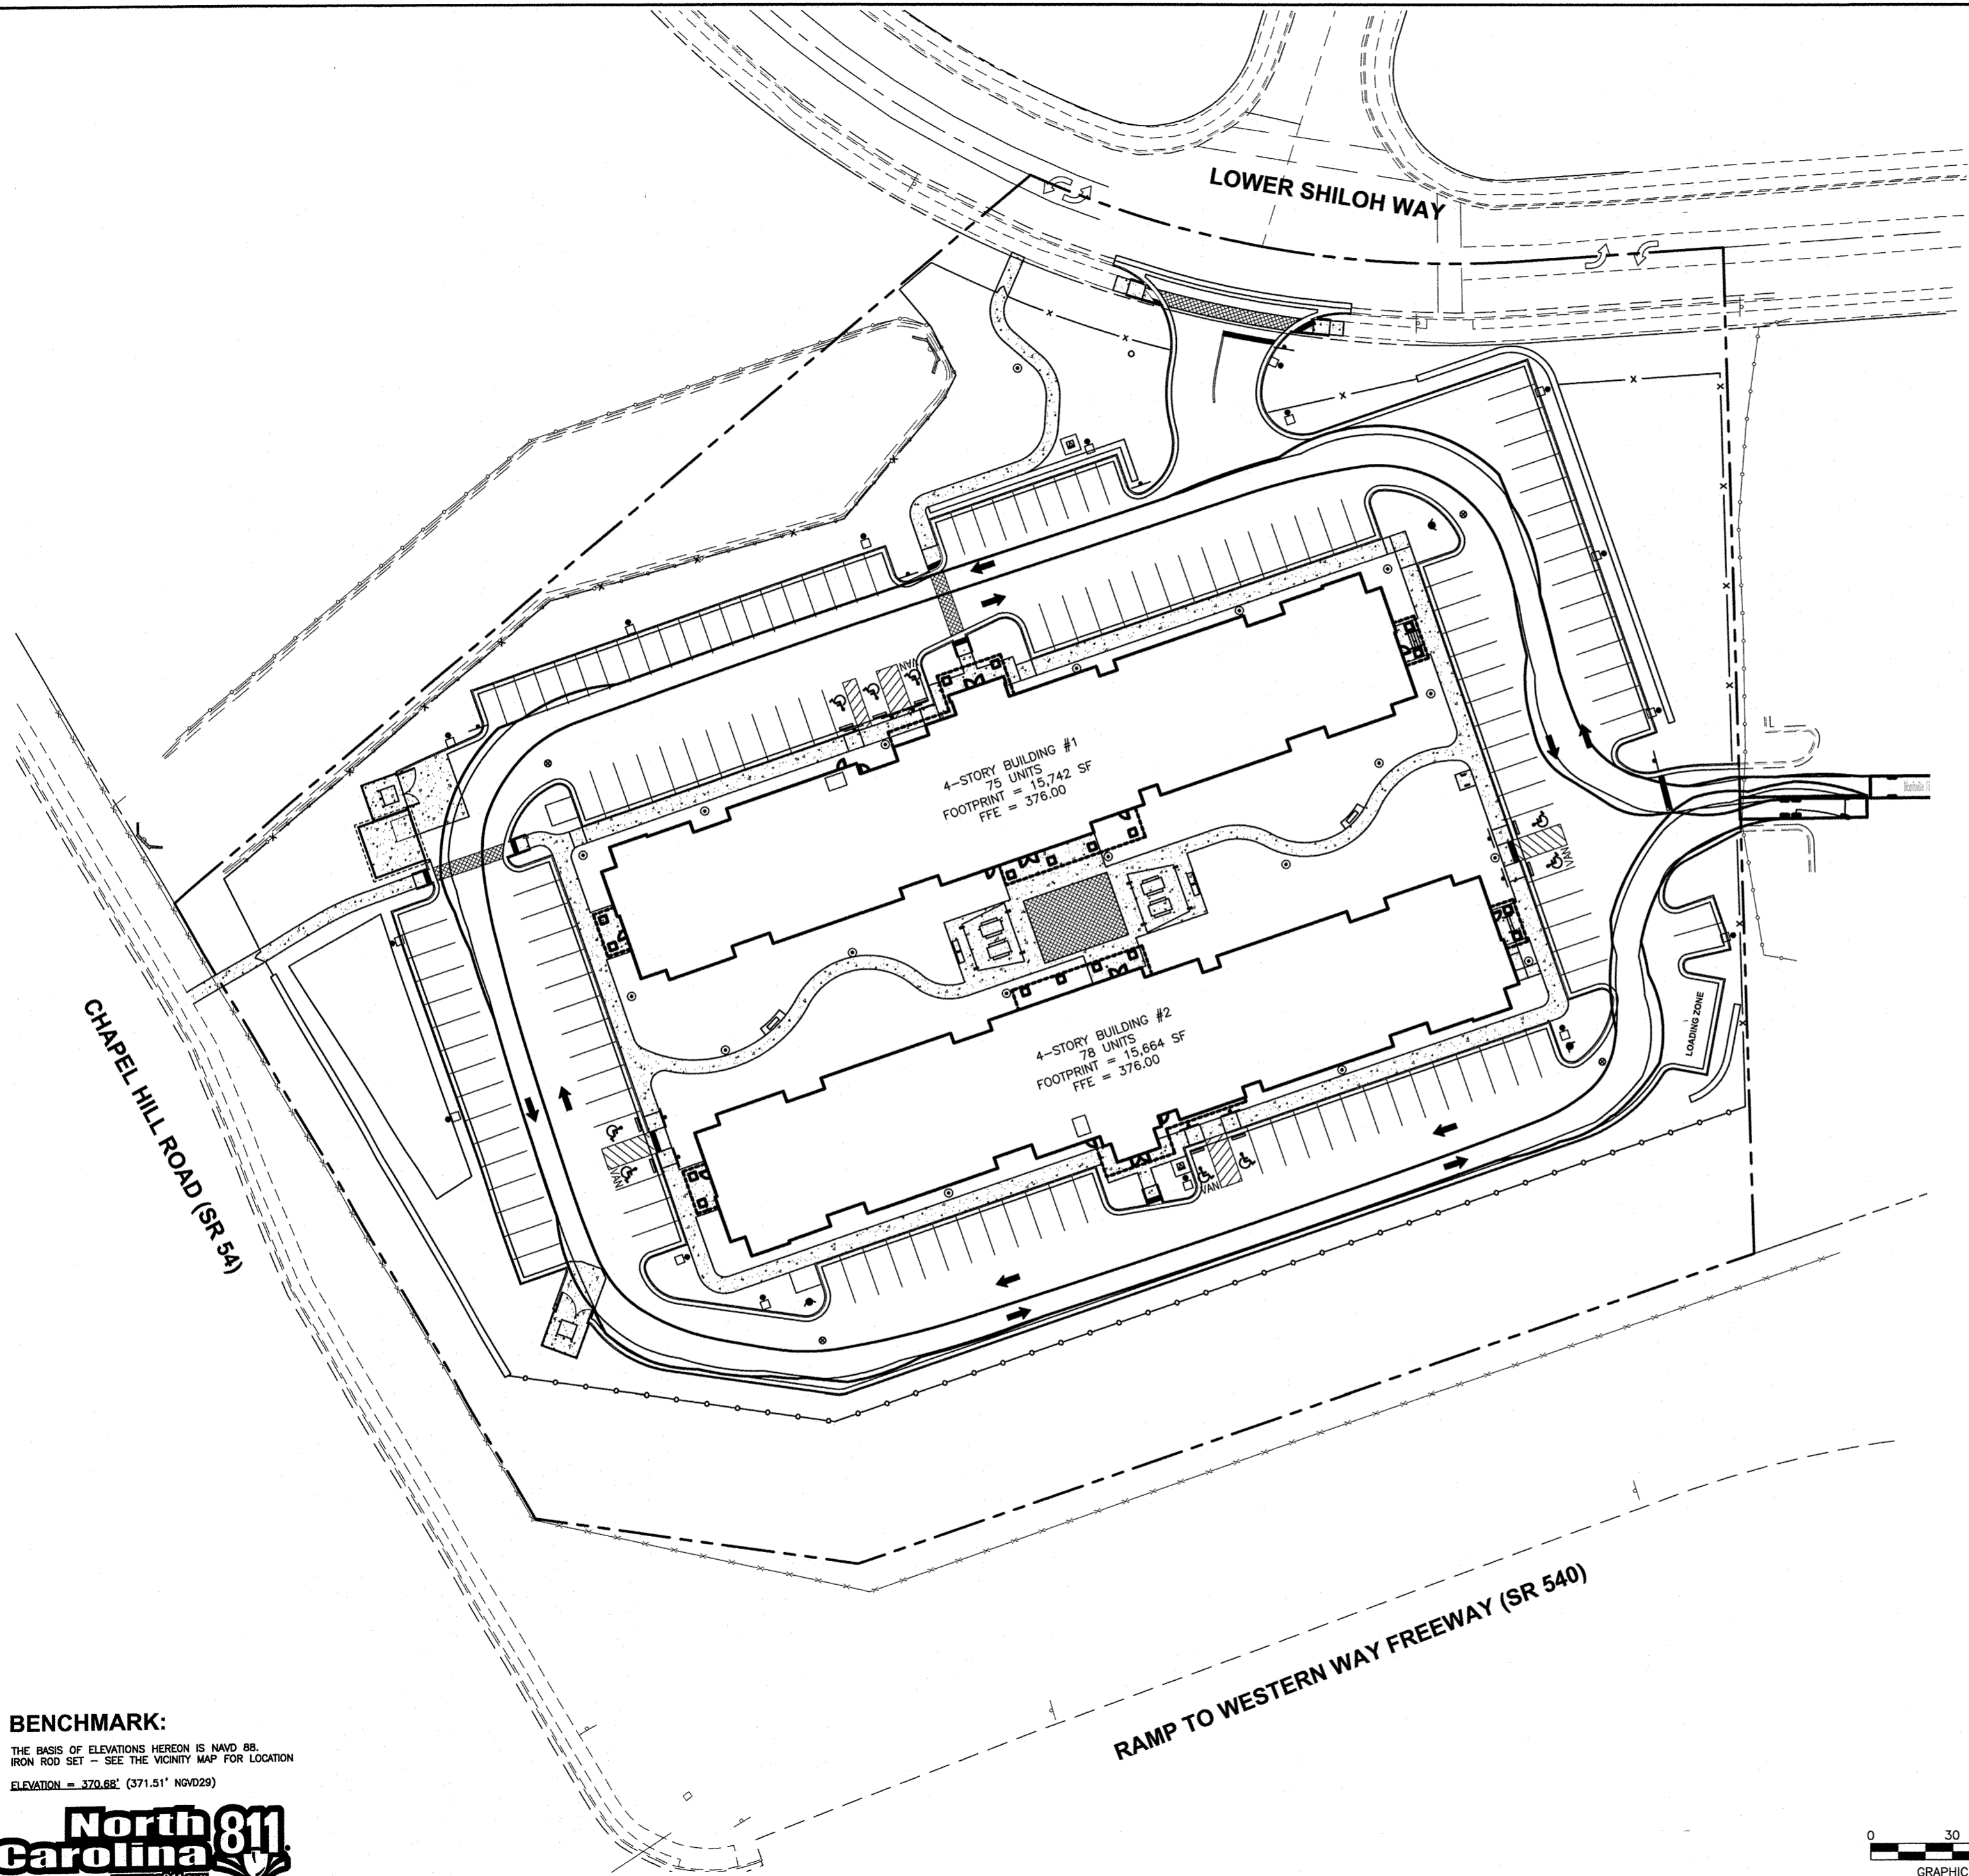 LOWER SHILOH WAY
VAN
4-STORY BUILDING #1
75 UNITS
FOOTPRINT = 15,742 SF
FFE = 376.00
VAN
LOADING ZONE
4-STORY BUILDING #2
78 UNITS
FOOTPRINT = 15,664 SF
FFE = 376.00
VAN
VAN
CHAPEL HILL ROAD (SR 54)
RAMP TO WESTERN WAY FREEWAY (SR 540)
BENCHMARK:
THE BASIS OF ELEVATIONS HEREON IS NAVD 88.
IRON ROD SET - SEE THE VICINITY MAP FOR LOCATION
ELEVATION = 370.68' (371.51' NGVD29)
North
Carolina
811
0 30
GRAPHIC